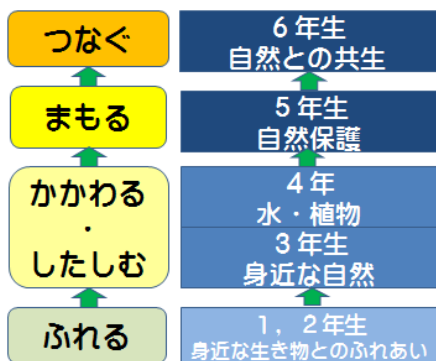 つなぐ
6年生
自然との共生
まもる
5年生
自然保護
かかわる
・
したしむ
4年
水・植物
3年生
身近な自然
ふれる
1，2年生
身近な生き物とのふれあい